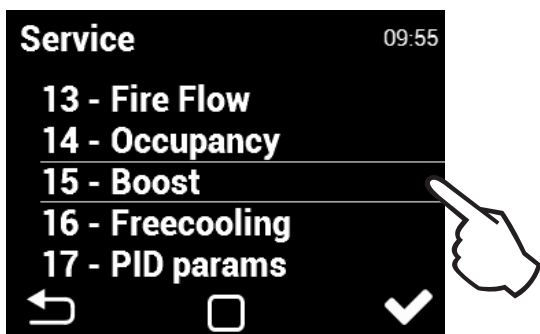 Service 09:55
13 - Fire Flow
14 - Occupancy
15 - Boost
16 - Freecooling
17 - PID params